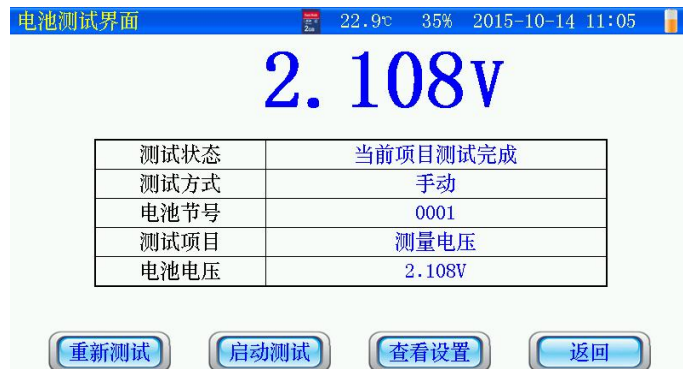 电池测试界面 22.9℃ 35% 2015-10-14 11:05
2.108V
测试状态 当前项目测试完成
测试方式 手动
电池节号 0001
测试项目 测量电压
电池电压 2.108V
重新测试 启动测试 查看设置 返回